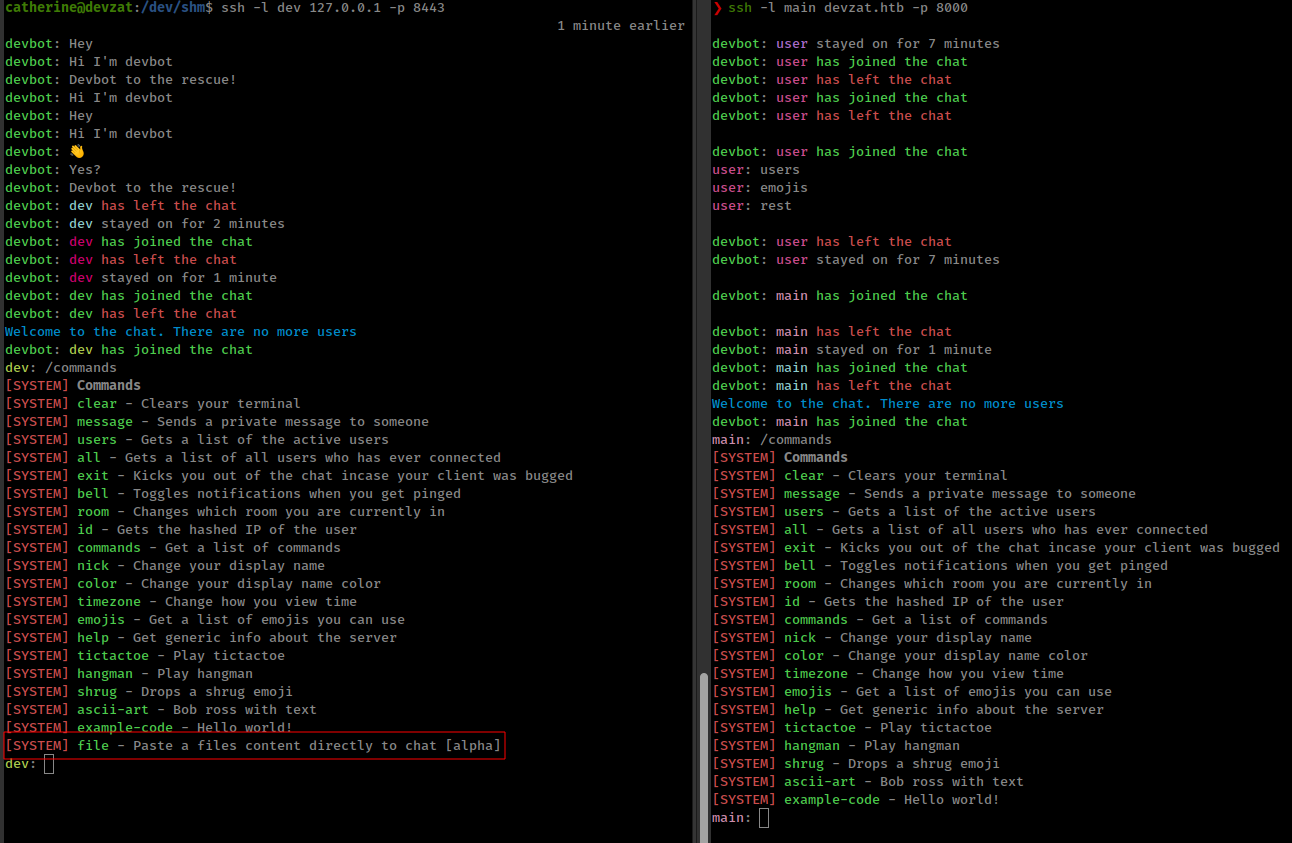 catherine@devzat:/dev/shm$ ssh -l dev 127.0.0.1 -p 8443
1 minute earlier
devbot: Hey
devbot: Hi I'm devbot
devbot: Devbot to the rescue!
devbot: Hi I'm devbot
devbot: Hey
devbot: Hi I'm devbot
devbot: 👋
devbot: Yes?
devbot: Devbot to the rescue!
devbot: dev has left the chat
devbot: dev stayed on for 2 minutes
devbot: dev has joined the chat
devbot: dev has left the chat
devbot: dev stayed on for 1 minute
devbot: dev has joined the chat
devbot: dev has left the chat
Welcome to the chat. There are no more users
devbot: dev has joined the chat
dev: /commands
[SYSTEM] Commands
[SYSTEM] clear - Clears your terminal
[SYSTEM] message - Sends a private message to someone
[SYSTEM] users - Gets a list of the active users
[SYSTEM] all - Gets a list of all users who has ever connected
[SYSTEM] exit - Kicks you out of the chat incase your client was bugged
[SYSTEM] bell - Toggles notifications when you get pinged
[SYSTEM] room - Changes which room you are currently in
[SYSTEM] id - Gets the hashed IP of the user
[SYSTEM] commands - Get a list of commands
[SYSTEM] nick - Change your display name
[SYSTEM] color - Change your display name color
[SYSTEM] timezone - Change how you view time
[SYSTEM] emojis - Get a list of emojis you can use
[SYSTEM] help - Get generic info about the server
[SYSTEM] tictactoe - Play tictactoe
[SYSTEM] hangman - Play hangman
[SYSTEM] shrug - Drops a shrug emoji
[SYSTEM] ascii-art - Bob ross with text
[SYSTEM] example-code - Hello world!
[SYSTEM] file - Paste a files content directly to chat [alpha]
dev:
❯ ssh -l main devzat.htb -p 8000
devbot: user stayed on for 7 minutes
devbot: user has joined the chat
devbot: user has left the chat
devbot: user has joined the chat
devbot: user has left the chat
devbot: user has joined the chat
user: users
user: emojis
user: rest
devbot: user has left the chat
devbot: user stayed on for 7 minutes
devbot: main has joined the chat
devbot: main has left the chat
devbot: main stayed on for 1 minute
devbot: main has joined the chat
devbot: main has left the chat
Welcome to the chat. There are no more users
devbot: main has joined the chat
main: /commands
[SYSTEM] Commands
[SYSTEM] clear - Clears your terminal
[SYSTEM] message - Sends a private message to someone
[SYSTEM] users - Gets a list of the active users
[SYSTEM] all - Gets a list of all users who has ever connected
[SYSTEM] exit - Kicks you out of the chat incase your client was bugged
[SYSTEM] bell - Toggles notifications when you get pinged
[SYSTEM] room - Changes which room you are currently in
[SYSTEM] id - Gets the hashed IP of the user
[SYSTEM] commands - Get a list of commands
[SYSTEM] nick - Change your display name
[SYSTEM] color - Change your display name color
[SYSTEM] timezone - Change how you view time
[SYSTEM] emojis - Get a list of emojis you can use
[SYSTEM] help - Get generic info about the server
[SYSTEM] tictactoe - Play tictactoe
[SYSTEM] hangman - Play hangman
[SYSTEM] shrug - Drops a shrug emoji
[SYSTEM] ascii-art - Bob ross with text
[SYSTEM] example-code - Hello world!
main: